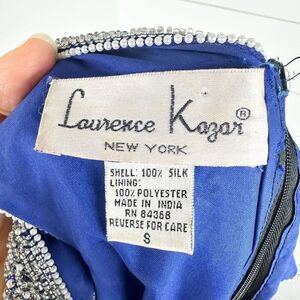 Laurence Kazar®
NEW YORK
SHELL: 100% SILK
LINING:
100% POLYESTER
MADE IN INDIA
RN 84368
REVERSE FOR CARE
S